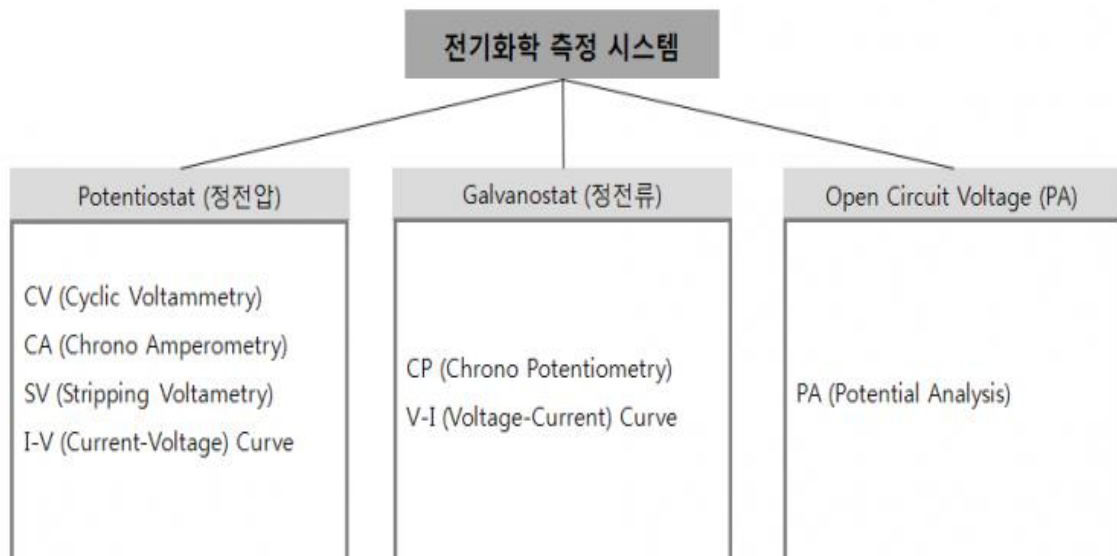 전기화학 측정 시스템
Potentiostat (정전압)
CV (Cyclic Voltammetry)
CA (Chrono Amperometry)
SV (Stripping Voltametry)
I-V (Current-Voltage) Curve
Galvanostat (정전류)
CP (Chrono Potentiometry)
V-I (Voltage-Current) Curve
Open Circuit Voltage (PA)
PA (Potential Analysis)